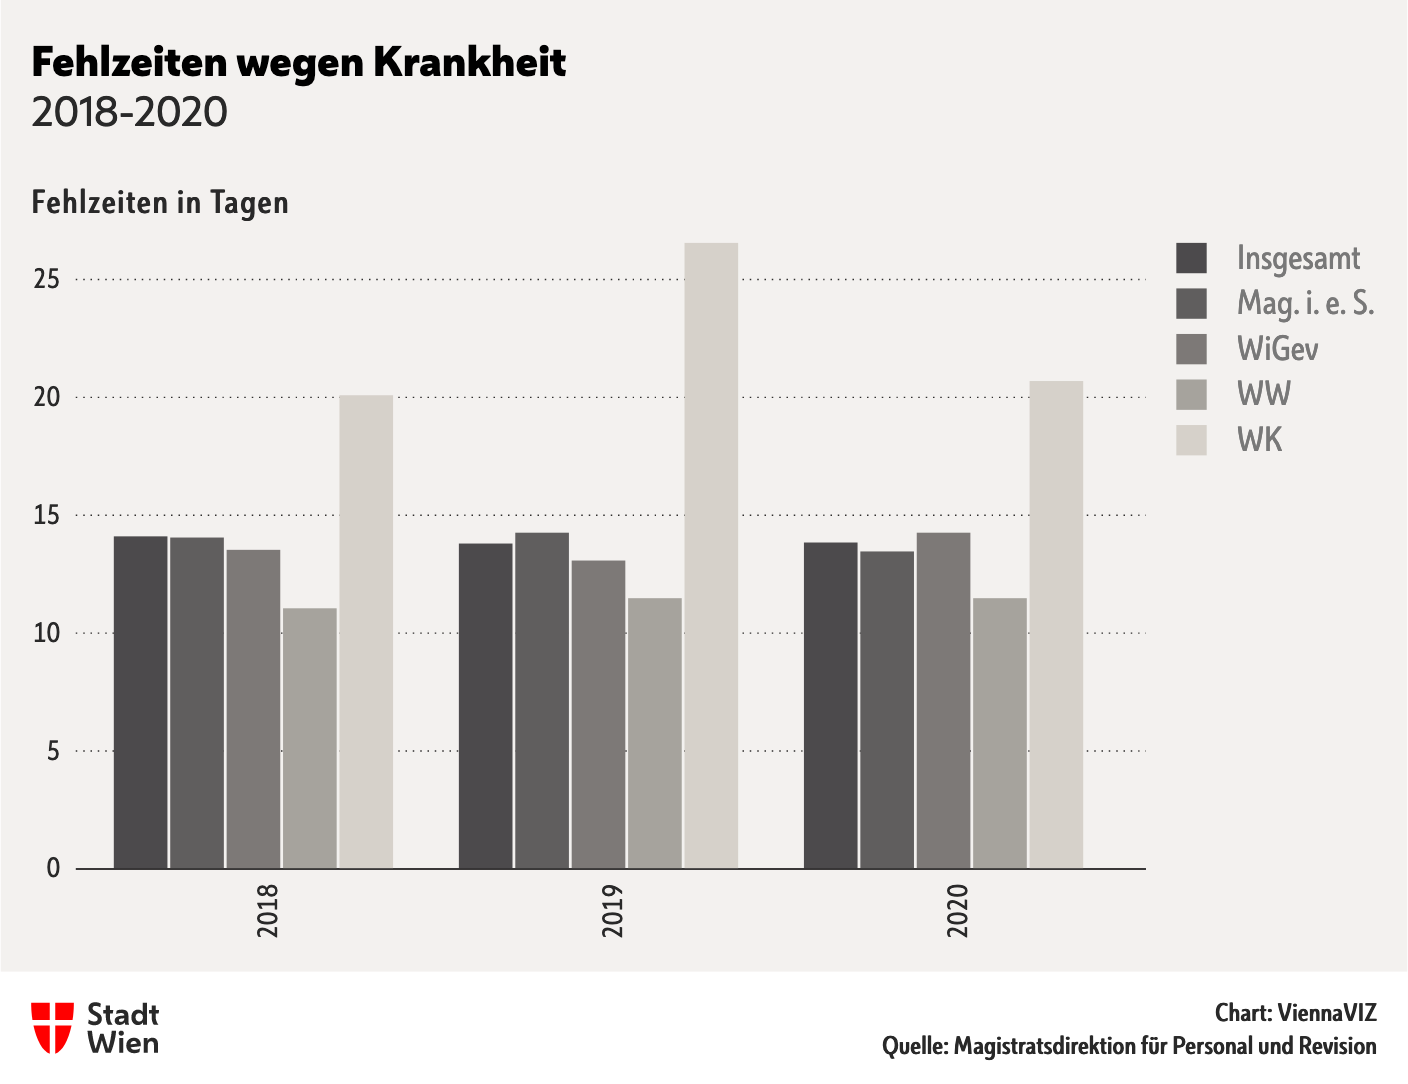 Fehlzeiten wegen Krankheit
2018-2020
Fehlzeiten in Tagen
25
20
15
10
5
0
2018
2019
2020
Insgesamt
Mag. i. e. S.
WiGev
WW
WK
Stadt
Wien
Chart: ViennaVIZ
Quelle: Magistratsdirektion für Personal und Revision